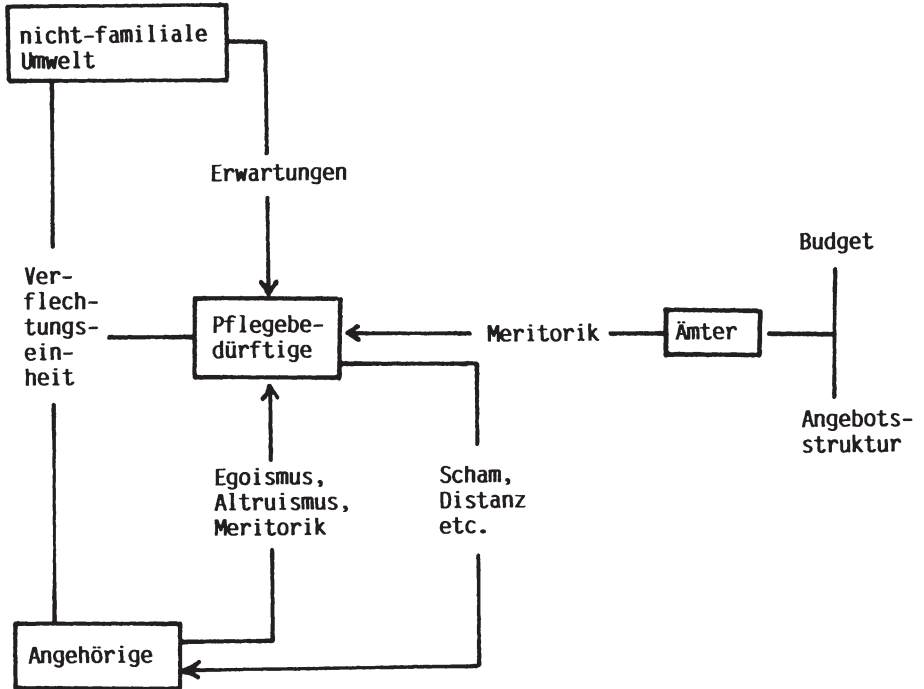 nicht-familiale
Umwelt
Erwartungen
Budget
Ver-
flech-
tungs-
ein-
heit
Pflegebe-
dürftige
Meritorik
Ämter
Angebots-
struktur
Egoismus,
Altruismus,
Meritorik
Scham,
Distanz
etc.
Angehörige